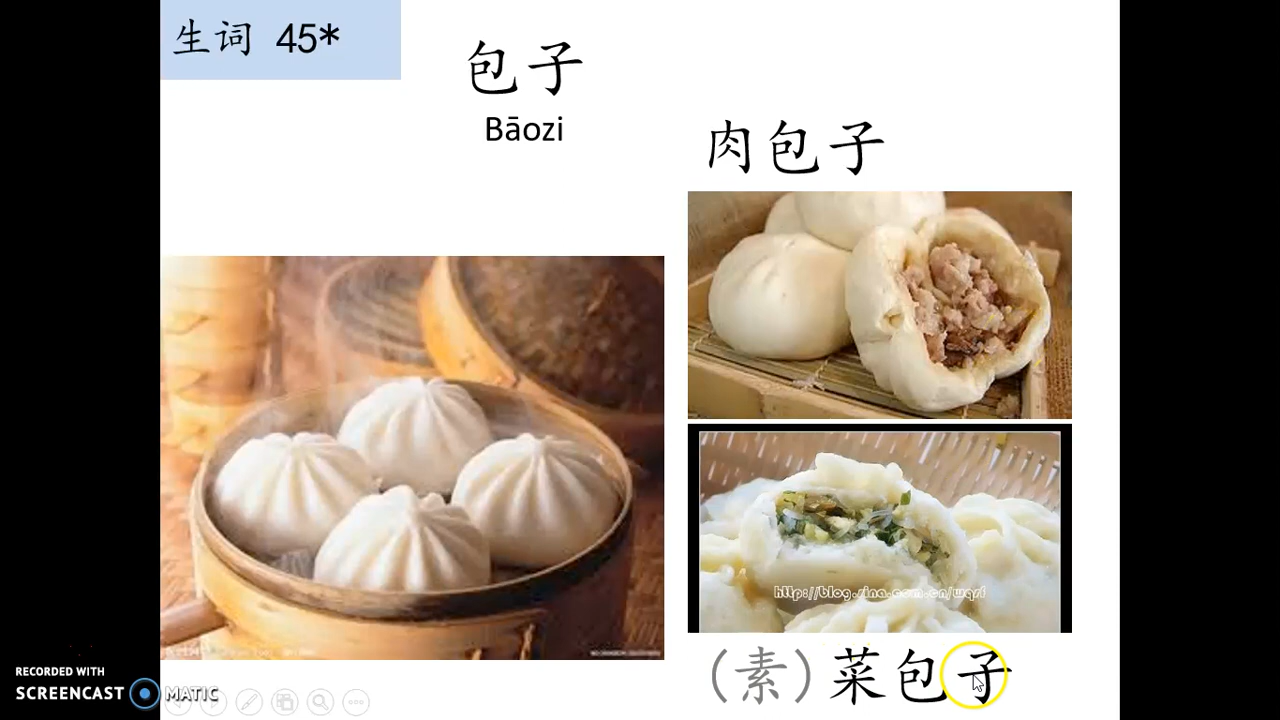 生词 45*
包子
Bāozi
肉包子
http://blog.sina.com.cn/wqsf
(素)菜包子
RECORDED WITH
SCREENCAST MATIC